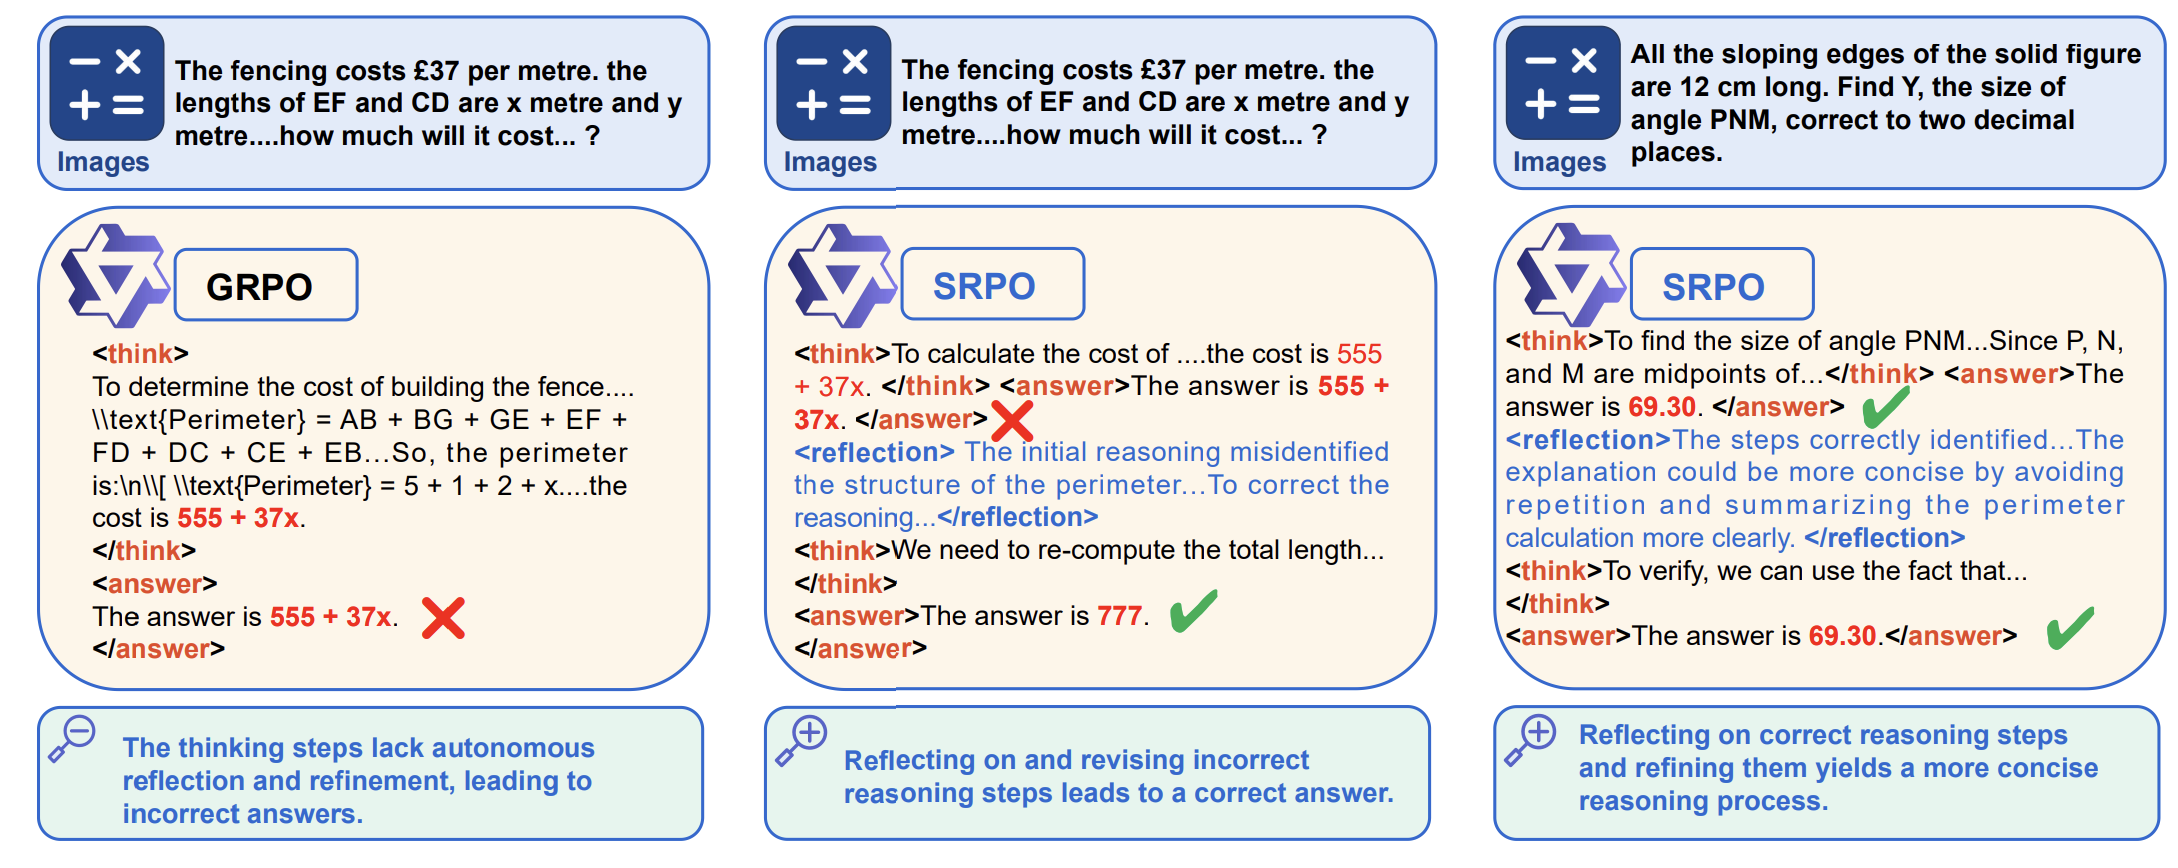 The fencing costs £37 per metre. the
lengths of EF and CD are x metre and y
metre....how much will it cost... ?
Images
GRPO
<think>
To determine the cost of building the fence....
\\text{Perimeter} = AB + BG + GE + EF +
FD + DC + CE + EB...So, the perimeter
is:\n\\[ \\text{Perimeter} = 5 + 1 + 2 + x....the
cost is 555 + 37x.
</think>
<answer>
The answer is 555 + 37x.
</answer>
The thinking steps lack autonomous
reflection and refinement, leading to
incorrect answers.
The fencing costs £37 per metre. the
lengths of EF and CD are x metre and y
metre....how much will it cost... ?
Images
SRPO
<think>To calculate the cost of ....the cost is 555
+ 37x. </think> <answer>The answer is 555 +
37x. </answer>
<reflection> The initial reasoning misidentified
the structure of the perimeter...To correct the
reasoning...</reflection>
<think>We need to re-compute the total length...
</think>
<answer>The answer is 777.
</answer>
Reflecting on and revising incorrect
reasoning steps leads to a correct answer.
All the sloping edges of the solid figure
are 12 cm long. Find Y, the size of
angle PNM, correct to two decimal
places.
Images
SRPO
<think>To find the size of angle PNM...Since P, N,
and M are midpoints of...</think> <answer>The
answer is 69.30. </answer>
<reflection>The steps correctly identified...The
explanation could be more concise by avoiding
repetition and summarizing the perimeter
calculation more clearly. </reflection>
<think>To verify, we can use the fact that...
</think>
<answer>The answer is 69.30.</answer>
Reflecting on correct reasoning steps
and refining them yields a more concise
reasoning process.